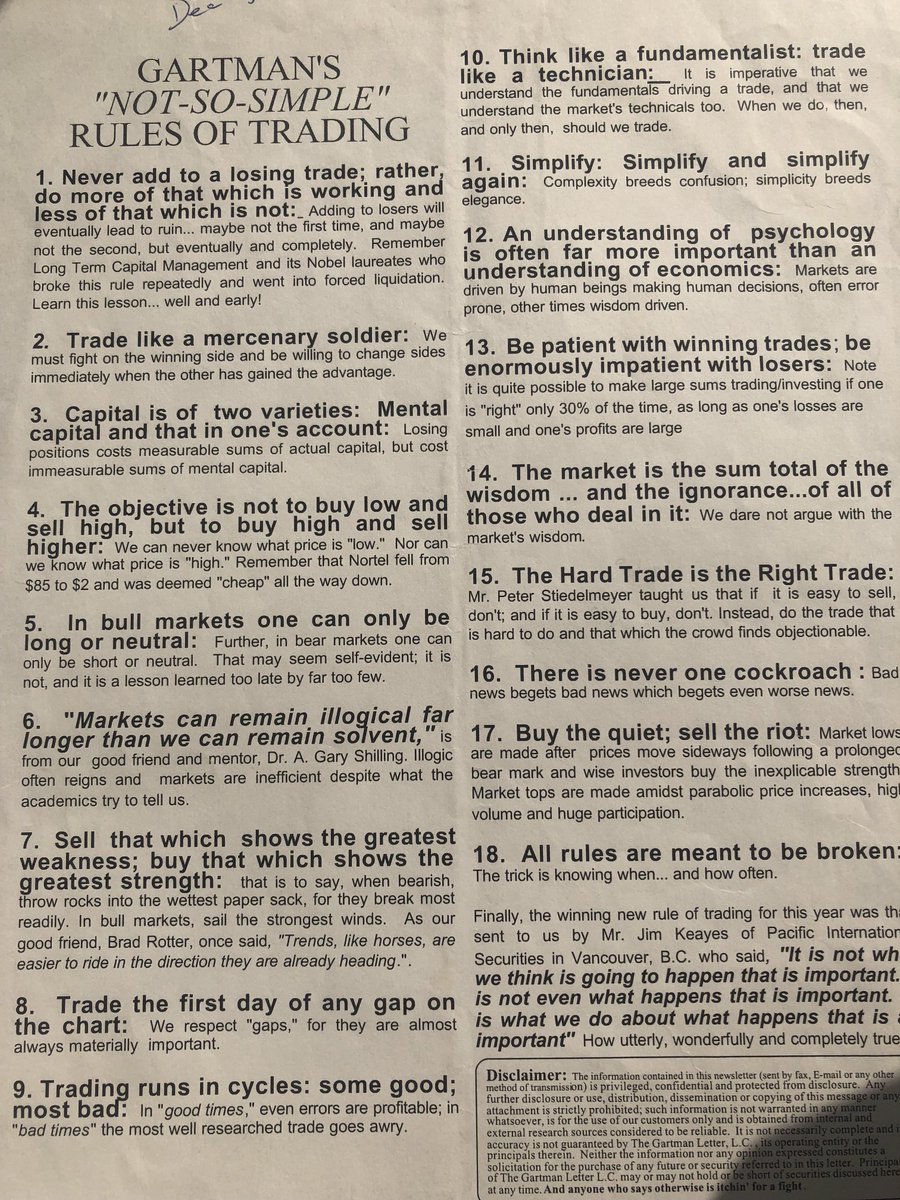 Dec
GARTMAN'S
"NOT-SO-SIMPLE"
RULES OF TRADING
1. Never add to a losing trade; rather,
do more of that which is working and
less of that which is not: Adding to losers will
eventually lead to ruin... maybe not the first time, and maybe
not the second, but eventually and completely. Remember
Long Term Capital Management and its Nobel laureates who
broke this rule repeatedly and went into forced liquidation.
Learn this lesson... well and early!
2. Trade like a mercenary soldier: We
must fight on the winning side and be willing to change sides
immediately when the other has gained the advantage.
3. Capital is of two varieties: Mental
capital and that in one's account: Losing
positions costs measurable sums of actual capital, but cost
immeasurable sums of mental capital.
4. The objective is not to buy low and
sell high, but to buy high and sell
higher: We can never know what price is "low." Nor can
we know what price is "high." Remember that Nortel fell from
$85 to $2 and was deemed "cheap" all the way down.
5. In bull markets one can only be
long or neutral: Further, in bear markets one can
only be short or neutral. That may seem self-evident; it is
not, and it is a lesson learned too late by far too few.
6. "Markets can remain illogical far
longer than we can remain solvent," is
from our good friend and mentor, Dr. A. Gary Shilling. Illogic
often reigns and markets are inefficient despite what the
academics try to tell us.
7. Sell that which shows the greatest
weakness; buy that which shows the
greatest strength: that is to say, when bearish,
throw rocks into the wettest paper sack, for they break most
readily. In bull markets, sail the strongest winds. As our
good friend, Brad Rotter, once said, "Trends, like horses, are
easier to ride in the direction they are already heading.".
8. Trade the first day of any gap on
the chart: We respect "gaps," for they are almost
always materially important.
9. Trading runs in cycles: some good;
most bad: In "good times," even errors are profitable; in
"bad times" the most well researched trade goes awry.
10. Think like a fundamentalist: trade
like a technician: It is imperative that we
understand the fundamentals driving a trade, and that we
understand the market's technicals too. When we do, then,
and only then, should we trade.
11. Simplify: Simplify and simplify
again: Complexity breeds confusion; simplicity breeds
elegance.
12. An understanding of psychology
is often far more important than an
understanding of economics: Markets are
driven by human beings making human decisions, often error
prone, other times wisdom driven.
13. Be patient with winning trades; be
enormously impatient with losers: Note
it is quite possible to make large sums trading/investing if one
is "right" only 30% of the time, as long as one's losses are
small and one's profits are large
14. The market is the sum total of the
wisdom ... and the ignorance...of all of
those who deal in it: We dare not argue with the
market's wisdom.
15. The Hard Trade is the Right Trade:
Mr. Peter Stiedelmeyer taught us that if it is easy to sell,
don't; and if it is easy to buy, don't. Instead, do the trade that
is hard to do and that which the crowd finds objectionable.
16. There is never one cockroach : Bad
news begets bad news which begets even worse news.
17. Buy the quiet; sell the riot: Market lows
are made after prices move sideways following a prolonged
bear mark and wise investors buy the inexplicable strength
Market tops are made amidst parabolic price increases, hig
volume and huge participation.
18. All rules are meant to be broken:
The trick is knowing when... and how often.
Finally, the winning new rule of trading for this year was tha
sent to us by Mr. Jim Keayes of Pacific Internation
Securities in Vancouver, B.C. who said, "It is not wh
we think is going to happen that is important.
is not even what happens that is important.
is what we do about what happens that is
important" How utterly, wonderfully and completely true
Disclaimer: The information contained in this newsletter (sent by fax, E-mail or any other
method of transmission) is privileged, confidential and protected from disclosure. Any
further disclosure or use, distribution, dissemination or copying of this message or any
attachment is strictly prohibited; such information is not warranted in any manner
whatsoever, is for the use of our customers only and is obtained from internal and
external research sources considered to be reliable. It is not necessarily complete and
accuracy is not guaranteed by The Gartman Letter, L.C. , its operating entity or the
principals therein. Neither the information nor any opinion expressed constitutes a
solicitation for the purchase of any future or security referred to in this letter. Principa
of The Gartman Letter L.C. may or may not hold or be short of securities discussed here
at any time. And anyone who says otherwise is itchin' for a fight.